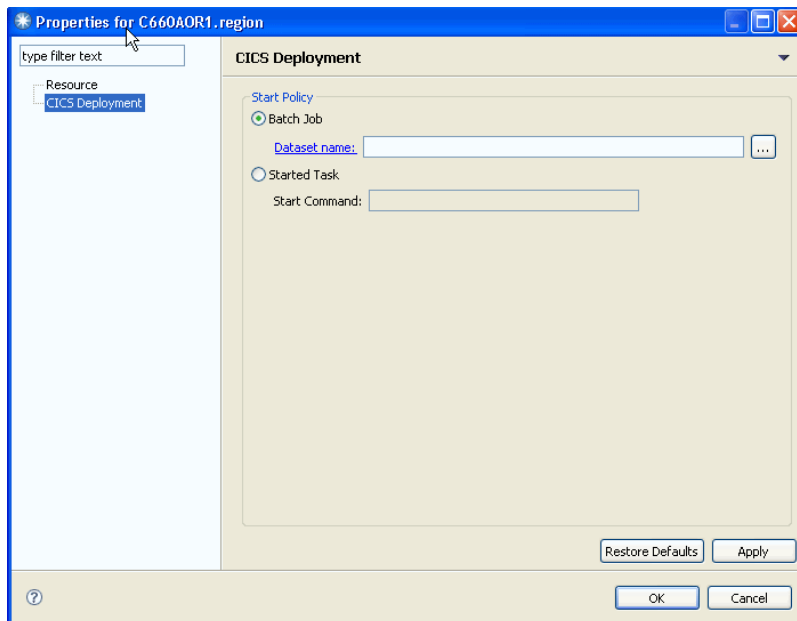 Properties for C660AOR1.region
type filter text
Resource
CICS Deployment
CICS Deployment
Start Policy
Batch Job
Dataset name:
...
Started Task
Start Command:
Restore Defaults
Apply
?
OK
Cancel